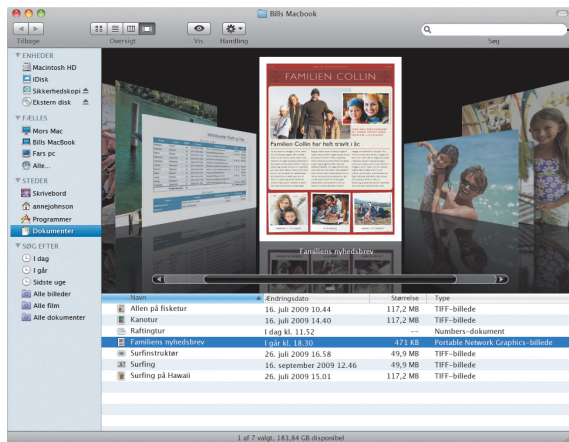 Bills Macbook
Tilbage Oversigt Vis Handling Søg
ENHEDER
Macintosh HD
iDisk
Sikkerhedskopi
Ekstern disk
FÆLLES
Mors Mac
Bills MacBook
Fars pc
Alle...
STEDER
Skrivebord
annejohnson
Programmer
Dokumenter
SØG EFTER
I dag
I går
Sidste uge
Alle billeder
Alle film
Alle dokumenter
FAMILIEN COLLIN
Familien Collin har haft travlt i år.
Familiens nyhedsbrev
Navn Ændringsdato Størrelse Type
Allen på fisketur 16. juli 2009 10.44 117,2 MB TIFF-billede
Kanotur 14. juli 2009 14.40 117,2 MB TIFF-billede
Raftingtur I dag kl. 11.52 -- Numbers-dokument
Familiens nyhedsbrev I går kl. 18.30 471 KB Portable Network Graphics-billede
Surfinstruktør 26. juli 2009 16.58 49,9 MB TIFF-billede
Surfing 16. september 2009 12.46 49,9 MB TIFF-billede
Surfing på Hawaii 26. juli 2009 15.01 117,2 MB TIFF-billede
1 af 7 valgt, 183,84 GB disponibel